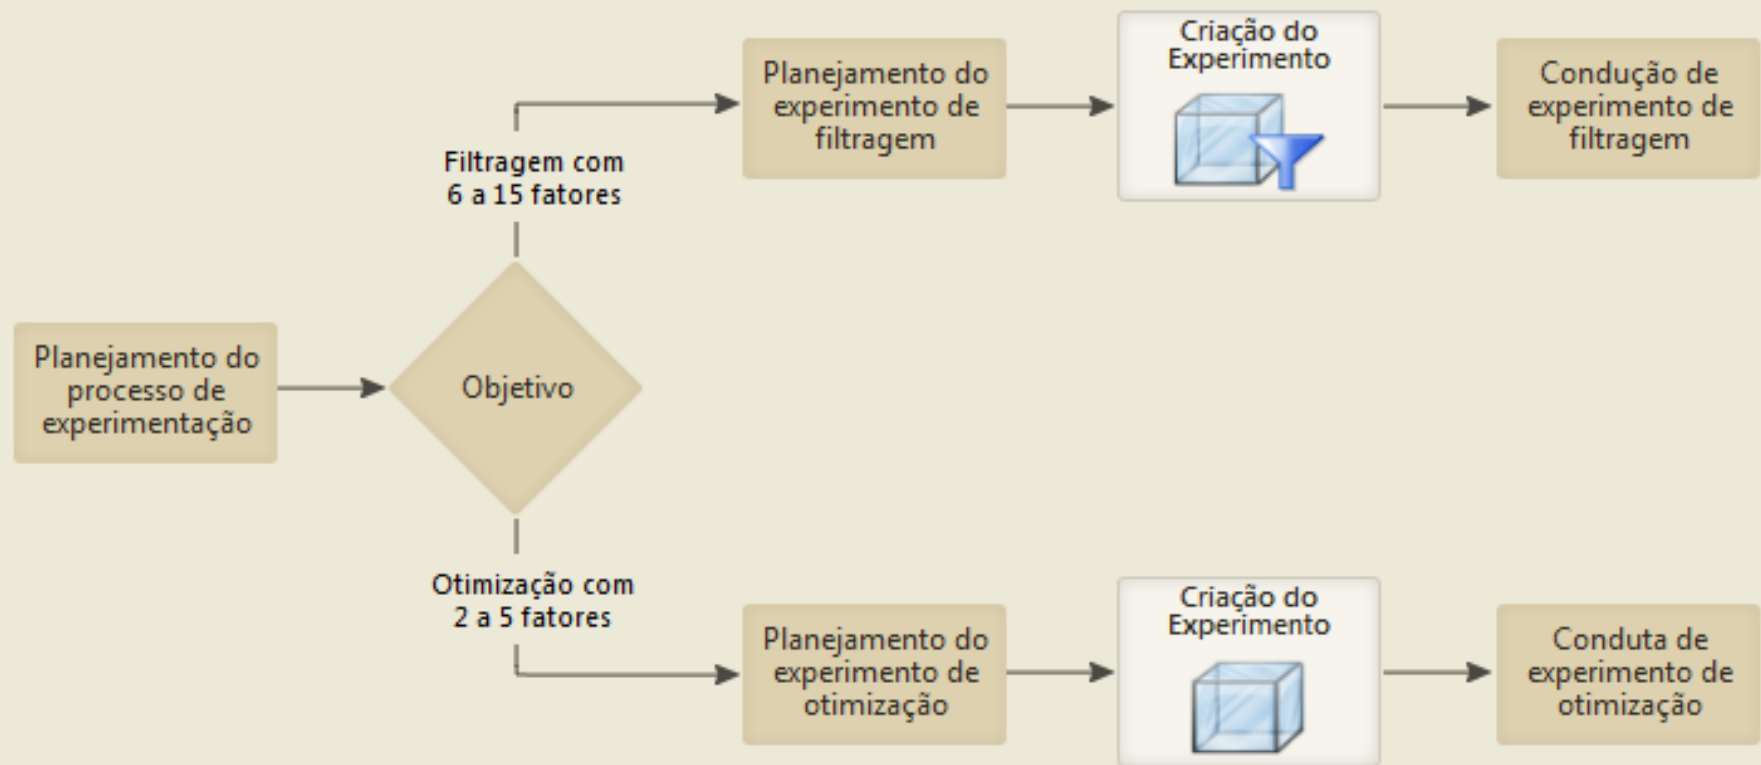 Planejamento do
processo de
experimentação
Objetivo
Filtragem com
6 a 15 fatores
Planejamento do
experimento de
filtragem
Criação do
Experimento
Condução de
experimento de
filtragem
Otimização com
2 a 5 fatores
Planejamento do
experimento de
otimização
Criação do
Experimento
Conduta de
experimento de
otimização